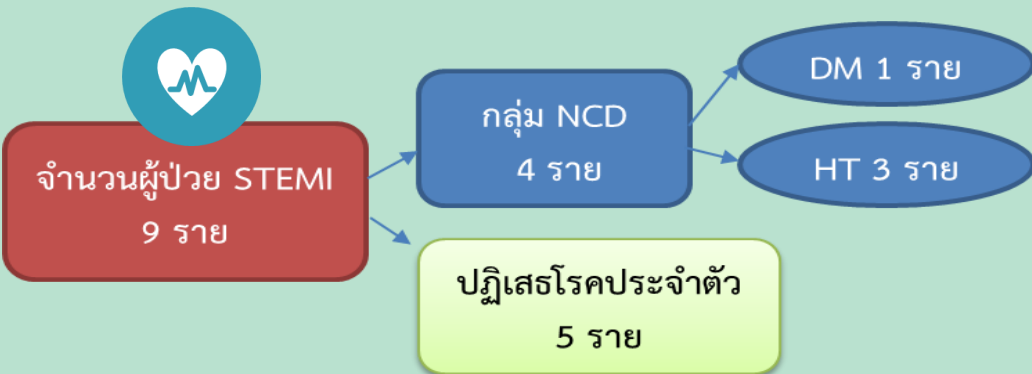 จำนวนผู้ป่วย STEMI
9 ราย
กลุ่ม NCD
4 ราย
DM 1 ราย
HT 3 ราย
ปฏิเสธโรคประจำตัว
5 ราย